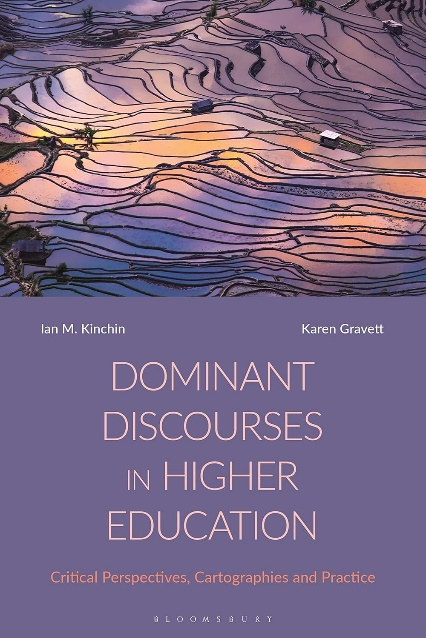 Ian M. Kinchin Karen Gravett
DOMINANT
DISCOURSES
IN HIGHER
EDUCATION
Critical Perspectives, Cartographies and Practice
BLOOMSBURY